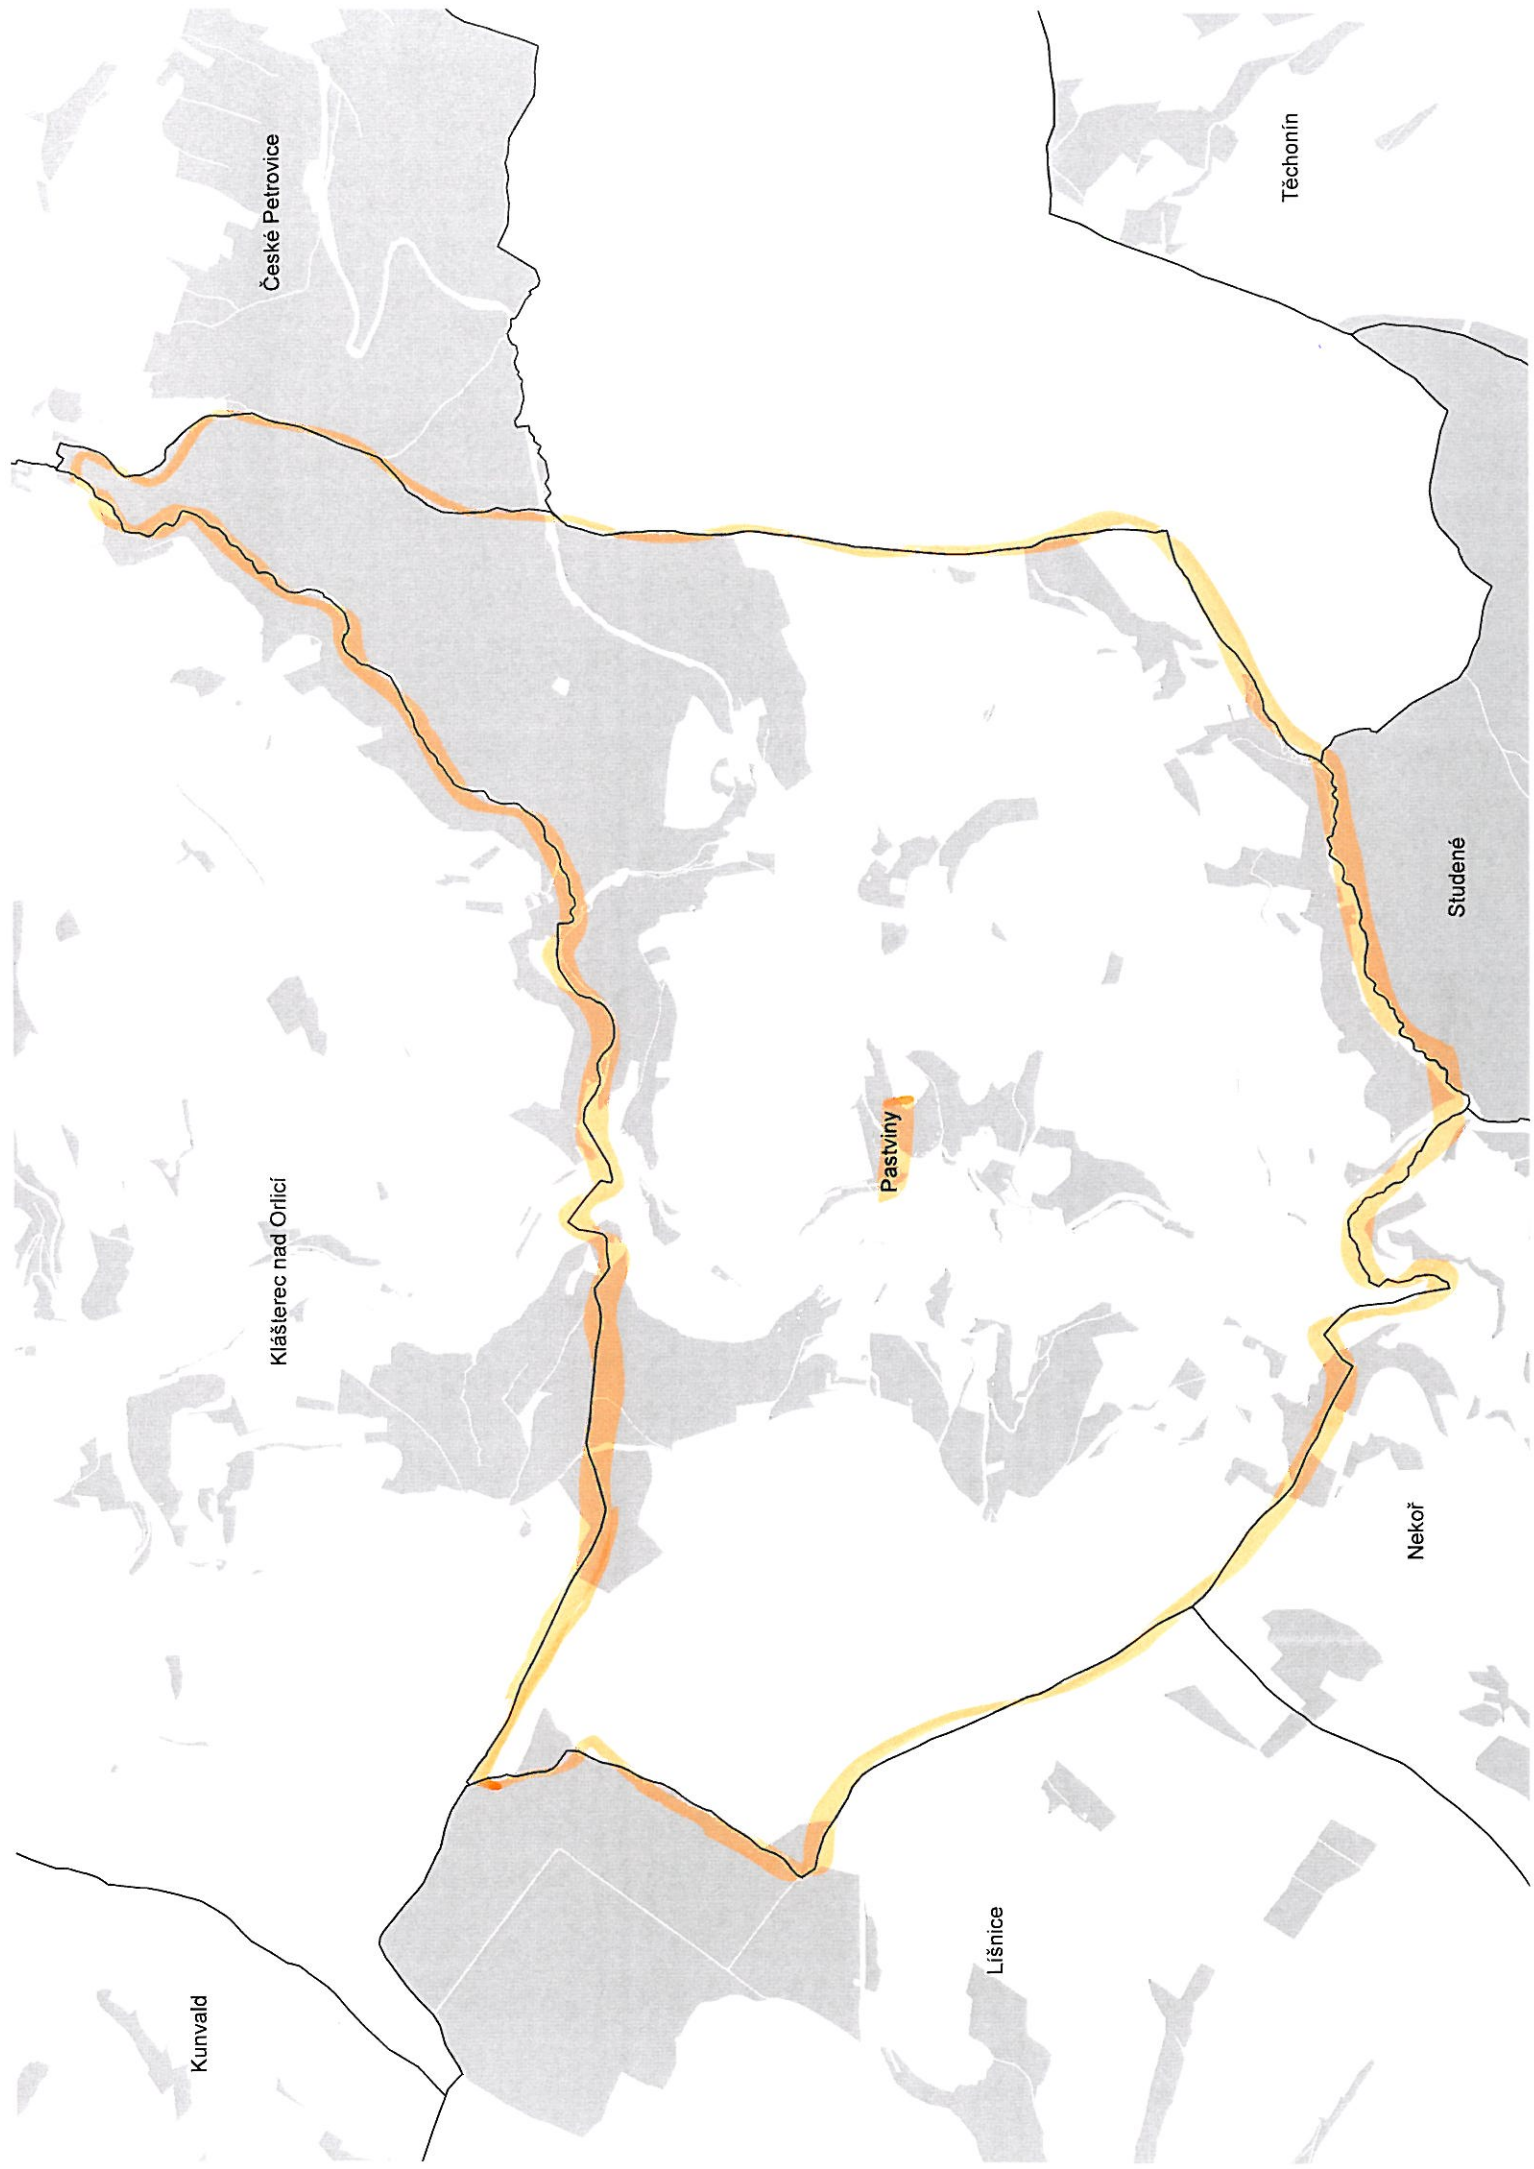 České Petrovice
Těchonín
Klášterec nad Orlicí
Pastviny
Studené
Kunvald
Líšnice
Nekoř